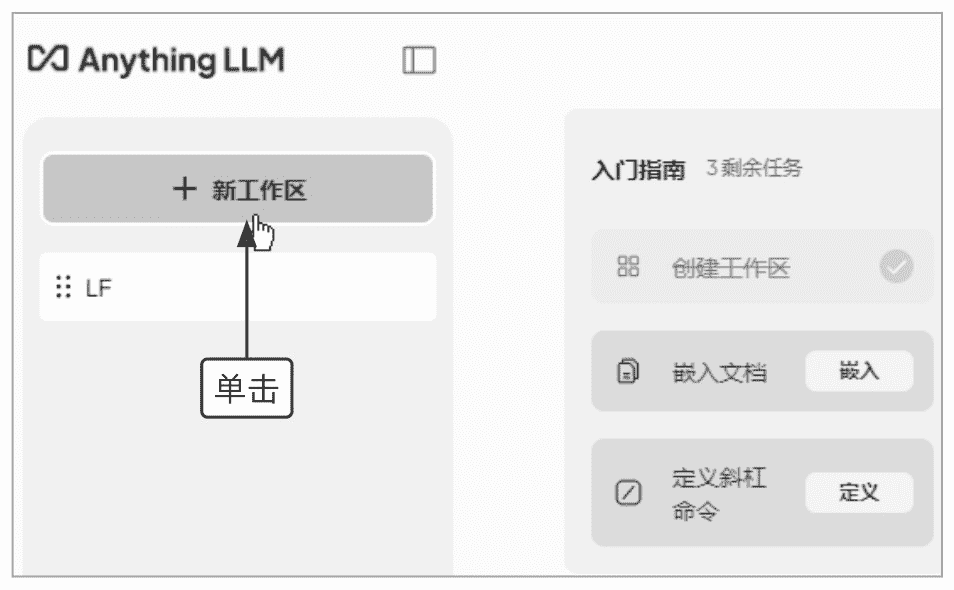 Anything LLM
+ 新工作区
LF
单击
入门指南 3 剩余任务
创建工作区
嵌入文档 嵌入
定义斜杠
命令
定义